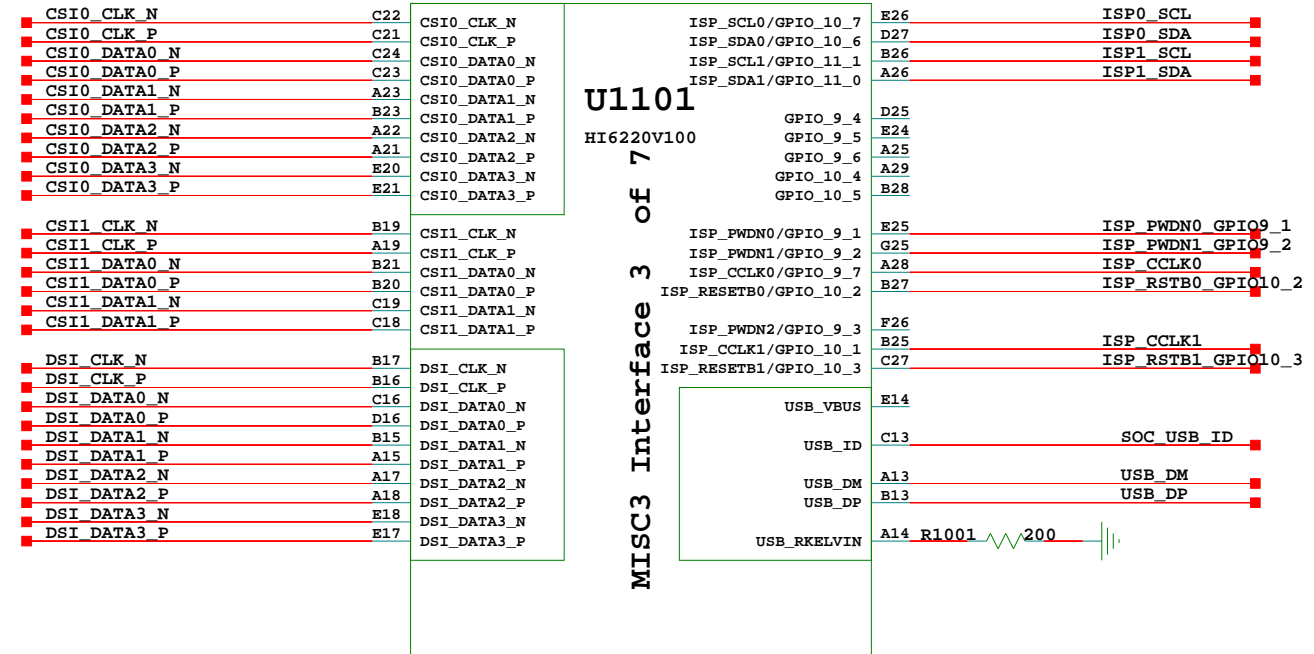 CSI0_CLK_N C22 CSI0_CLK_N
CSI0_CLK_P C21 CSI0_CLK_P
CSI0_DATA0_N C24 CSI0_DATA0_N
CSI0_DATA0_P C23 CSI0_DATA0_P
CSI0_DATA1_N A23 CSI0_DATA1_N
CSI0_DATA1_P B23 CSI0_DATA1_P
CSI0_DATA2_N A22 CSI0_DATA2_N
CSI0_DATA2_P A21 CSI0_DATA2_P
CSI0_DATA3_N E20 CSI0_DATA3_N
CSI0_DATA3_P E21 CSI0_DATA3_P
CSI1_CLK_N B19 CSI1_CLK_N
CSI1_CLK_P A19 CSI1_CLK_P
CSI1_DATA0_N B21 CSI1_DATA0_N
CSI1_DATA0_P B20 CSI1_DATA0_P
CSI1_DATA1_N C19 CSI1_DATA1_N
CSI1_DATA1_P C18 CSI1_DATA1_P
DSI_CLK_N B17 DSI_CLK_N
DSI_CLK_P B16 DSI_CLK_P
DSI_DATA0_N C16 DSI_DATA0_N
DSI_DATA0_P D16 DSI_DATA0_P
DSI_DATA1_N B15 DSI_DATA1_N
DSI_DATA1_P A15 DSI_DATA1_P
DSI_DATA2_N A17 DSI_DATA2_N
DSI_DATA2_P A18 DSI_DATA2_P
DSI_DATA3_N E18 DSI_DATA3_N
DSI_DATA3_P E17 DSI_DATA3_P
U1101
HI6220V100
MISC3 Interface 3 of 7
ISP_SCL0/GPIO_10_7 E26 ISP0_SCL
ISP_SDA0/GPIO_10_6 D27 ISP0_SDA
ISP_SCL1/GPIO_11_1 B26 ISP1_SCL
ISP_SDA1/GPIO_11_0 A26 ISP1_SDA
GPIO_9_4 D25
GPIO_9_5 E24
GPIO_9_6 A25
GPIO_10_4 A29
GPIO_10_5 B28
ISP_PWDN0/GPIO_9_1 E25 ISP_PWDN0_GPIO9_1
ISP_PWDN1/GPIO_9_2 G25 ISP_PWDN1_GPIO9_2
ISP_CCLK0/GPIO_9_7 A28 ISP_CCLK0
ISP_RESETB0/GPIO_10_2 B27 ISP_RSTB0_GPIO10_2
ISP_PWDN2/GPIO_9_3 F26
ISP_CCLK1/GPIO_10_1 B25 ISP_CCLK1
ISP_RESETB1/GPIO_10_3 C27 ISP_RSTB1_GPIO10_3
USB_VBUS E14
USB_ID C13 SOC_USB_ID
USB_DM A13 USB_DM
USB_DP B13 USB_DP
USB_RKELVIN A14 R1001 200